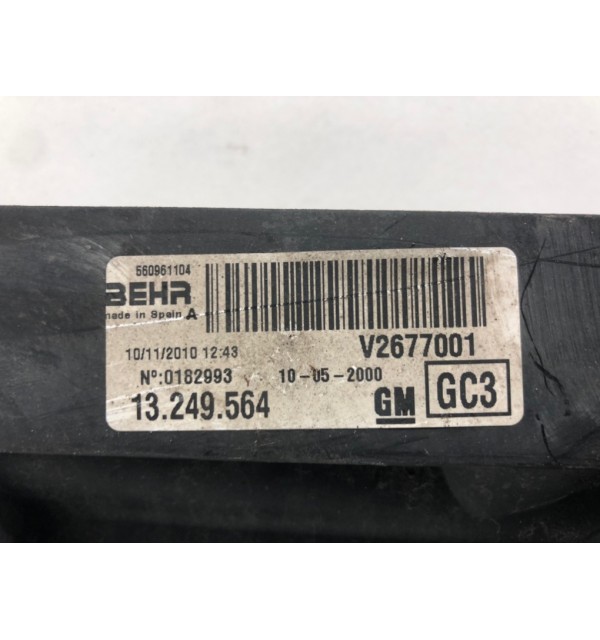 560961104
BEHR
made in Spain A
10/11/2010 12:43
V2677001
Nº:0182993 10-05-2000
13.249.564 GM GC3